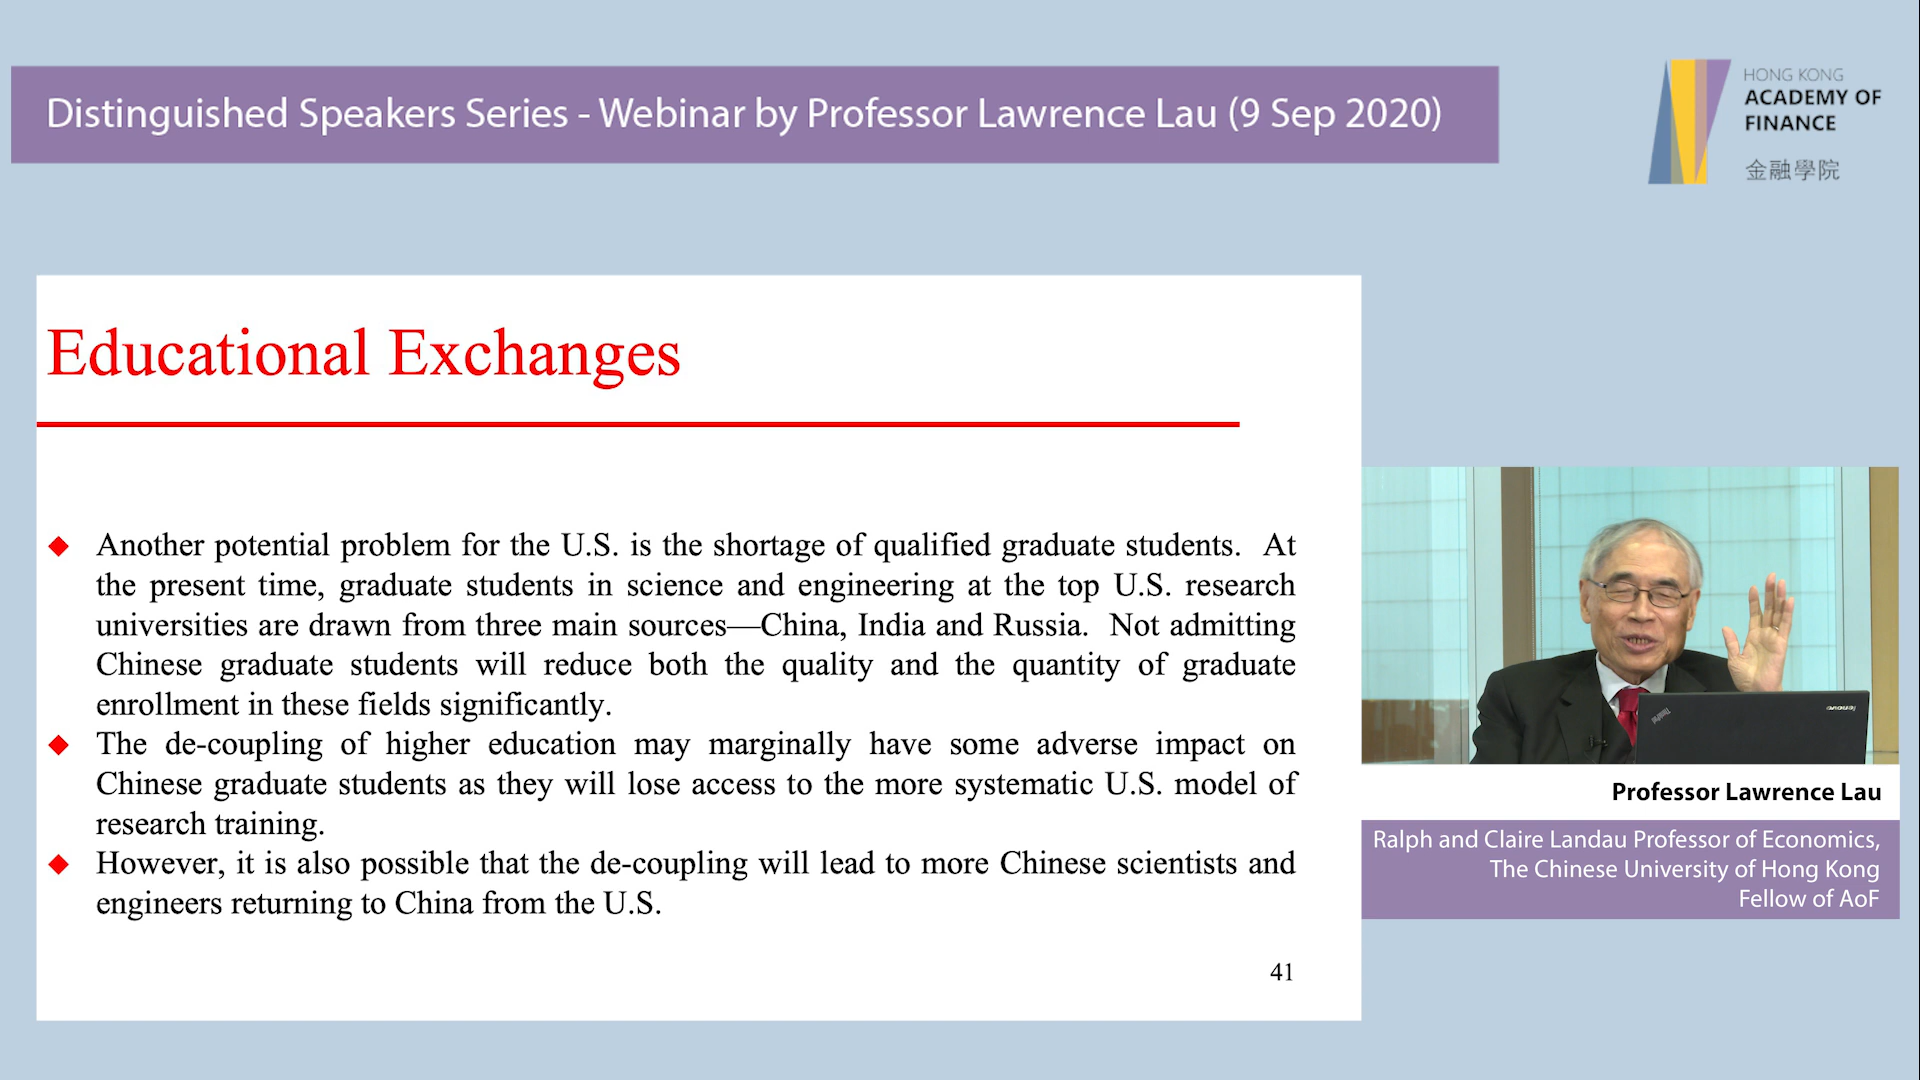 Distinguished Speakers Series - Webinar by Professor Lawrence Lau (9 Sep 2020)
HONG KONG
ACADEMY OF
FINANCE
金融學院
Educational Exchanges
Another potential problem for the U.S. is the shortage of qualified graduate students. At
the present time, graduate students in science and engineering at the top U.S. research
universities are drawn from three main sources—China, India and Russia. Not admitting
Chinese graduate students will reduce both the quality and the quantity of graduate
enrollment in these fields significantly.
The de-coupling of higher education may marginally have some adverse impact on
Chinese graduate students as they will lose access to the more systematic U.S. model of
research training.
However, it is also possible that the de-coupling will lead to more Chinese scientists and
engineers returning to China from the U.S.
41
lenovo
ThinkPad
Professor Lawrence Lau
Ralph and Claire Landau Professor of Economics,
The Chinese University of Hong Kong
Fellow of AoF